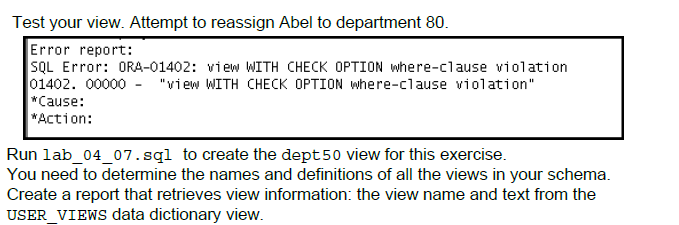 Test your view. Attempt to reassign Abel to department 80.
Error report:
SQL Error: ORA-01402: view WITH CHECK OPTION where-clause violation
01402. 00000 -  "view WITH CHECK OPTION where-clause violation"
*Cause:
*Action:
Run lab_04_07.sql to create the dept50 view for this exercise.
You need to determine the names and definitions of all the views in your schema.
Create a report that retrieves view information: the view name and text from the
USER_VIEWS data dictionary view.